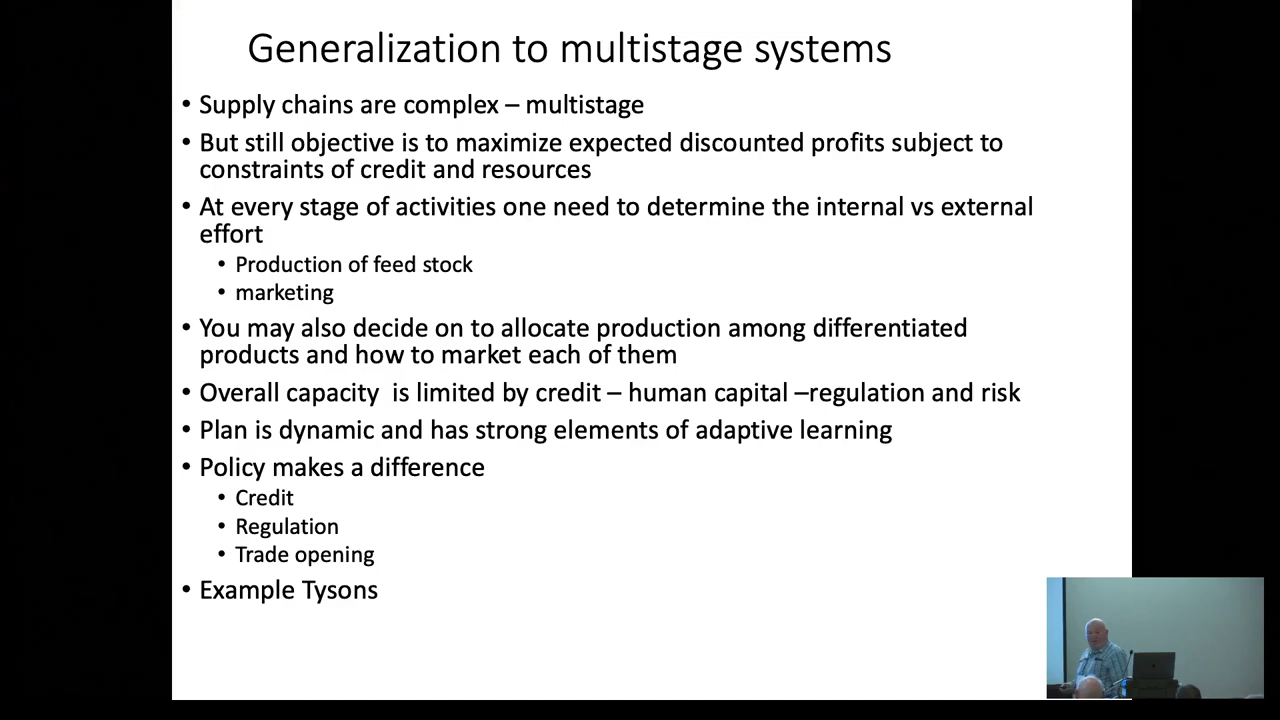 Generalization to multistage systems
• Supply chains are complex – multistage
• But still objective is to maximize expected discounted profits subject to
constraints of credit and resources
• At every stage of activities one need to determine the internal vs external
effort
• Production of feed stock
• marketing
• You may also decide on to allocate production among differentiated
products and how to market each of them
• Overall capacity is limited by credit – human capital –regulation and risk
• Plan is dynamic and has strong elements of adaptive learning
• Policy makes a difference
• Credit
• Regulation
• Trade opening
• Example Tysons